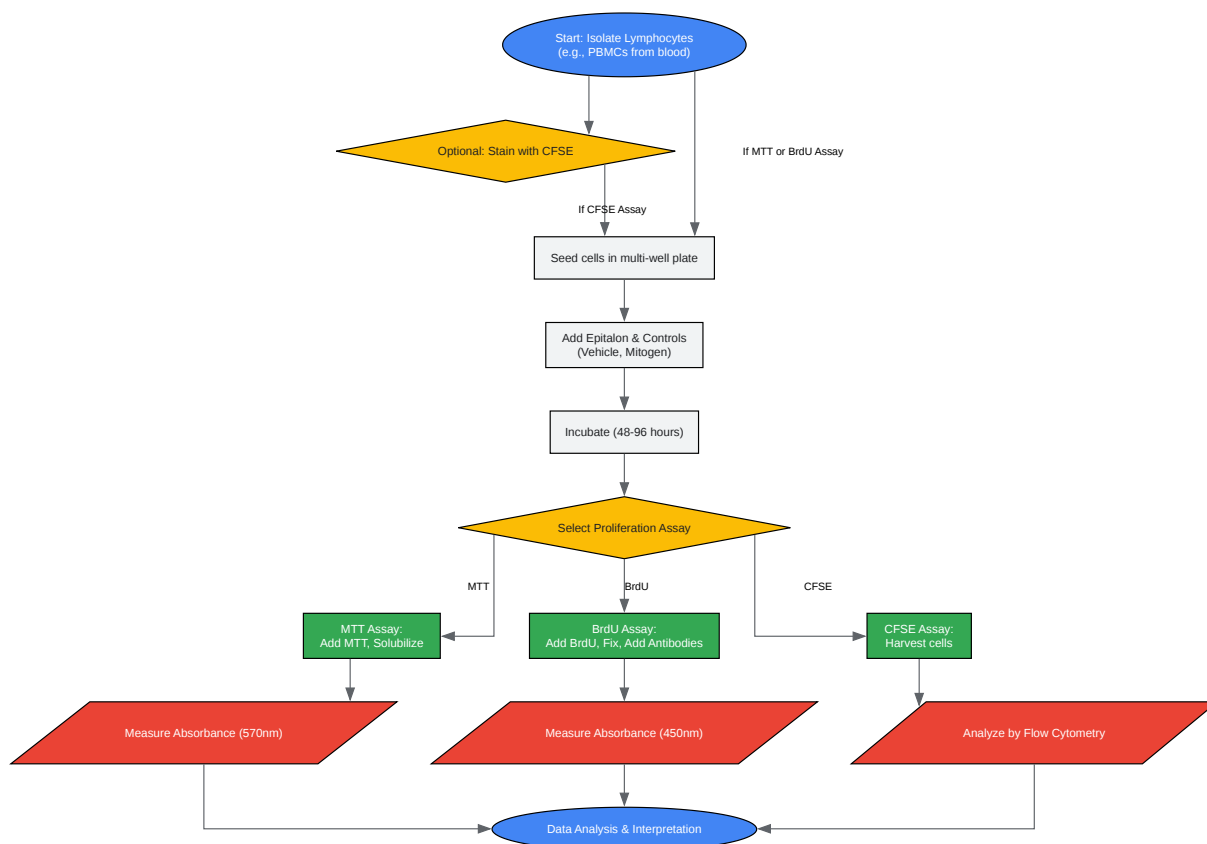 Start: Isolate Lymphocytes
(e.g., PBMCs from blood)
Optional: Stain with CFSE
If MTT or BrdU Assay
If CFSE Assay
Seed cells in multi-well plate
Add Epitalon & Controls
(Vehicle, Mitogen)
Incubate (48-96 hours)
Select Proliferation Assay
MTT
BrdU
CFSE
MTT Assay:
Add MTT, Solubilize
BrdU Assay:
Add BrdU, Fix, Add Antibodies
CFSE Assay:
Harvest cells
Measure Absorbance (570nm)
Measure Absorbance (450nm)
Analyze by Flow Cytometry
Data Analysis & Interpretation